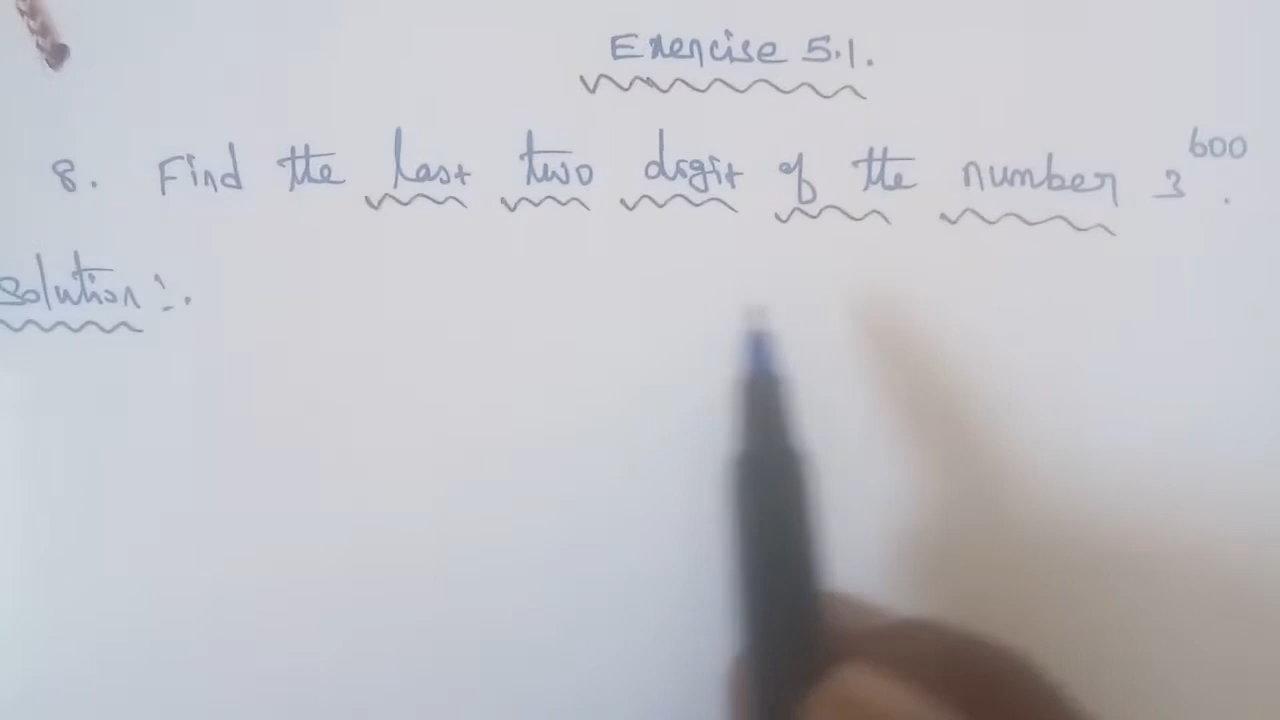 Exercise 5.1.
8. Find the last two digit of the number 3^600.
Solution:.